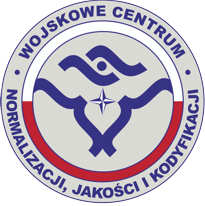 WOJSKOWE CENTRUM
NORMALIZACJI, JAKOŚCI I KODYFIKACJI